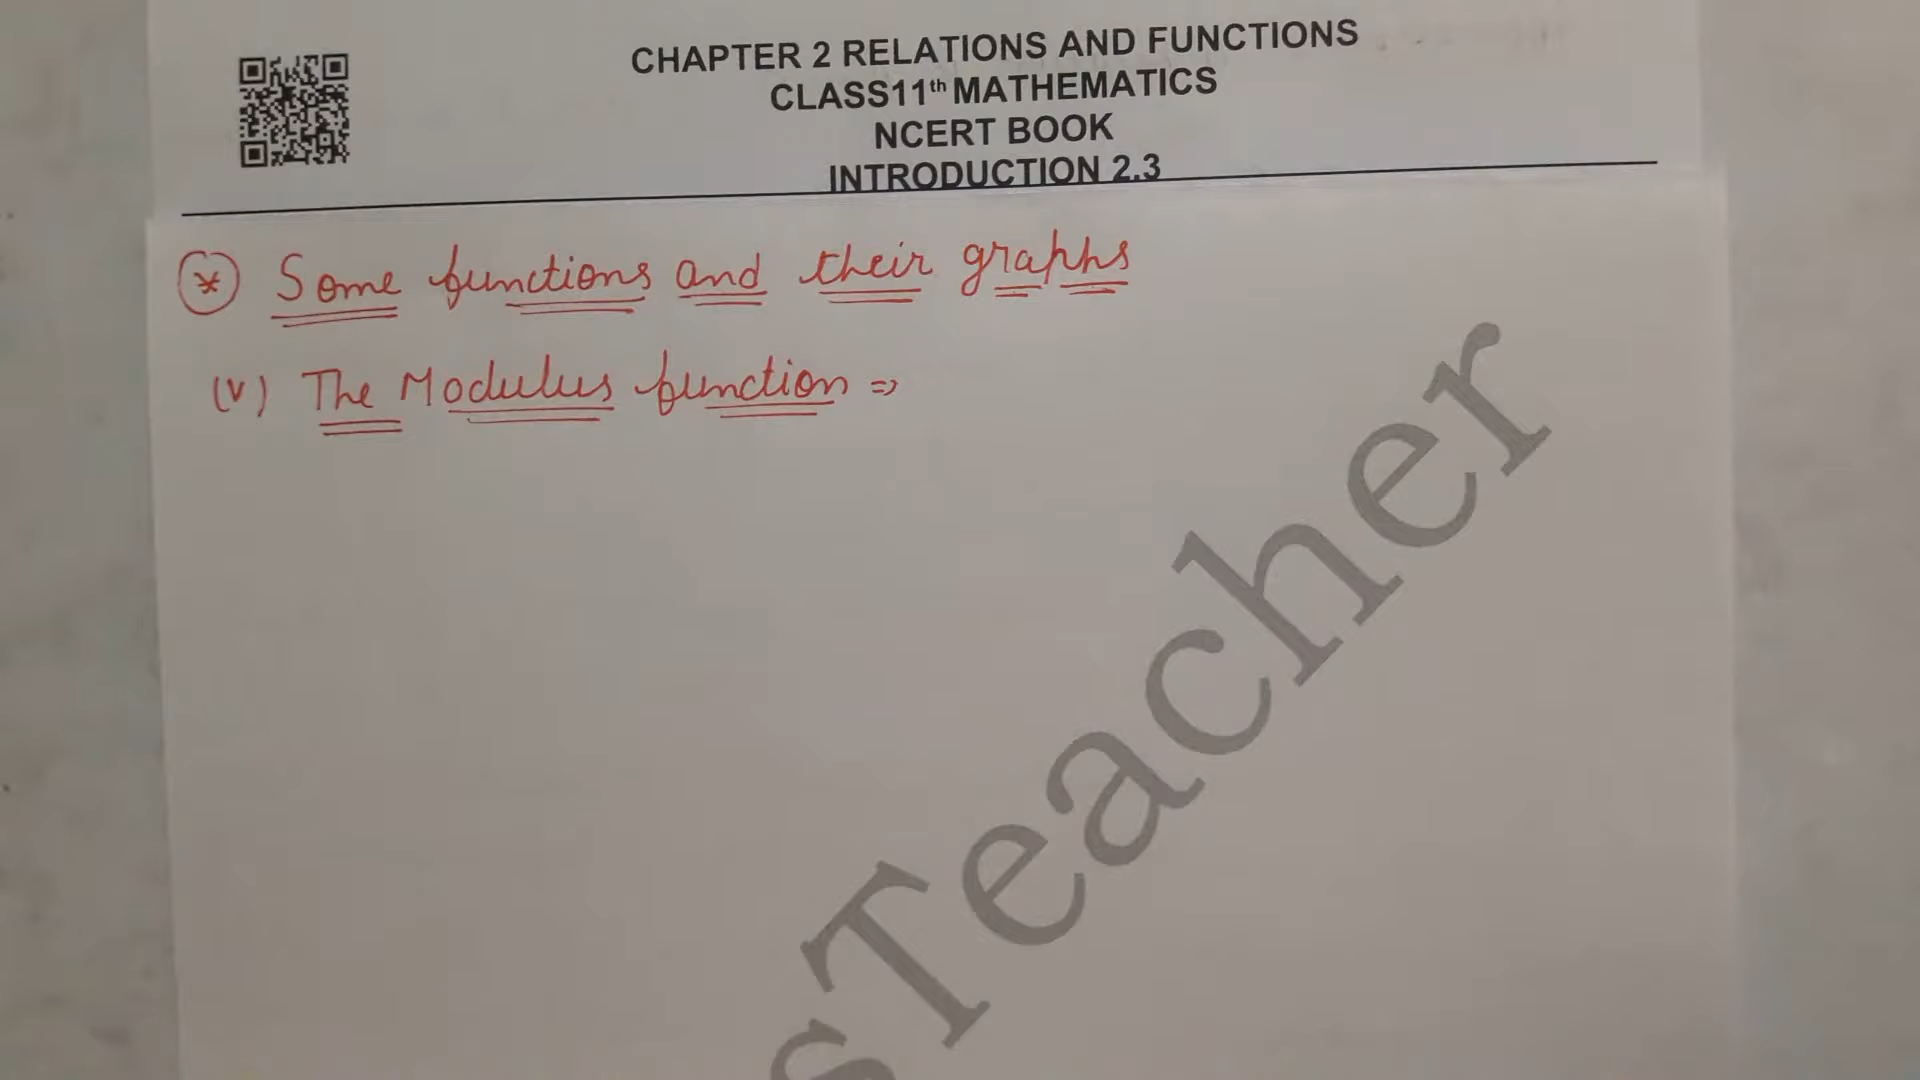 CHAPTER 2 RELATIONS AND FUNCTIONS
CLASS11th MATHEMATICS
NCERT BOOK
INTRODUCTION 2.3
* Some functions and their graphs
(V) The Modulus function ⇒
sTeacher